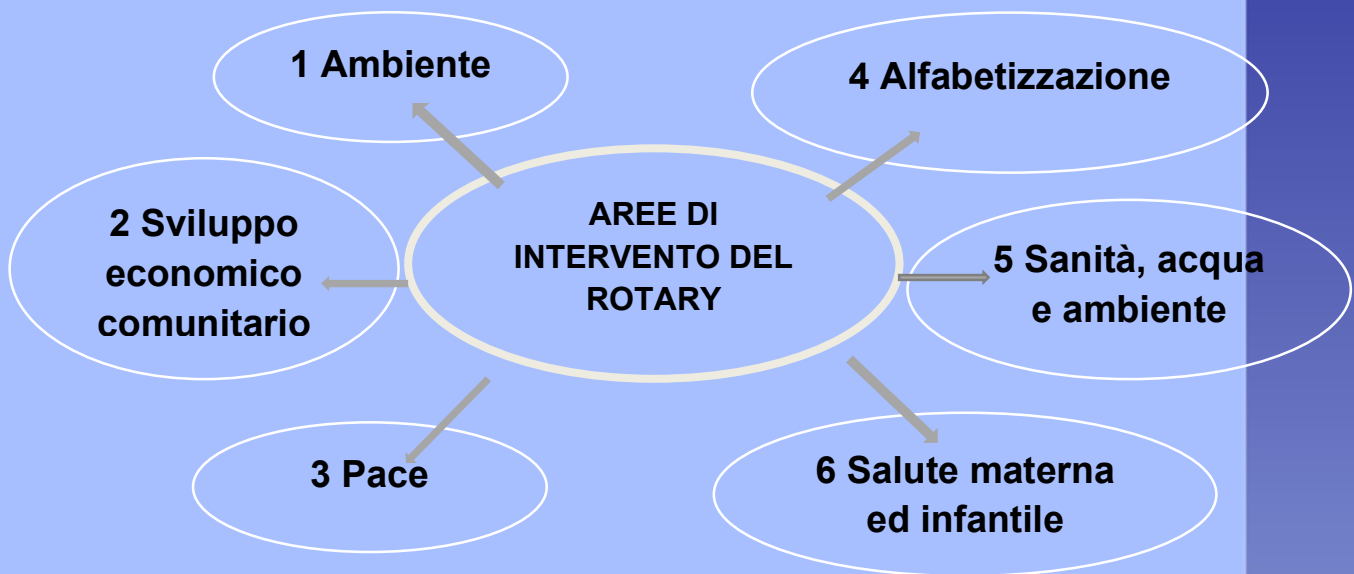 1 Ambiente
4 Alfabetizzazione
AREE DI
INTERVENTO DEL
ROTARY
2 Sviluppo
economico
comunitario
5 Sanità, acqua
e ambiente
3 Pace
6 Salute materna
ed infantile